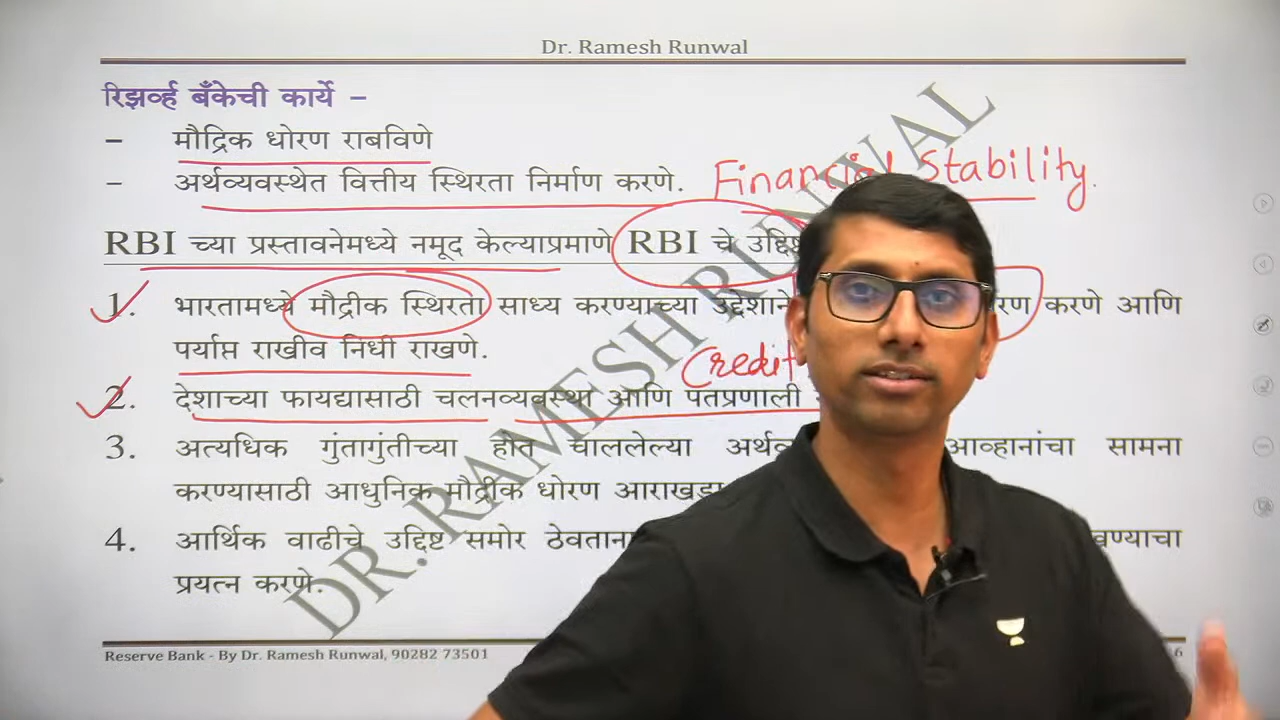 Dr. Ramesh Runwal
रिझर्व्ह बँकेची कार्ये –
– मौद्रिक धोरण राबविणे
– अर्थव्यवस्थेत वित्तीय स्थिरता निर्माण करणे. Financial Stability.
RBI च्या प्रस्तावनेमध्ये नमूद केल्याप्रमाणे RBI चे
1. भारतामध्ये मौद्रीक स्थिरता साध्य करण्याच्या उद्देशाने करणे आणि
पर्याप्त राखीव निधी राखणे. Credit
2. देशाच्या फायद्यासाठी चलनव्यवस्था आणि पतप्रणाली
3. अत्यधिक गुंतागुंतीच्या होत चाललेल्या आव्हानांचा सामना
करण्यासाठी आधुनिक मौद्रीक धोरण आराखडा
4. आर्थिक वाढीचे उद्दिष्ट समोर ठेवताना
प्रयत्न करणे.
DR. RAMESH RUNWAL
Reserve Bank - By Dr. Ramesh Runwal, 90282 73501